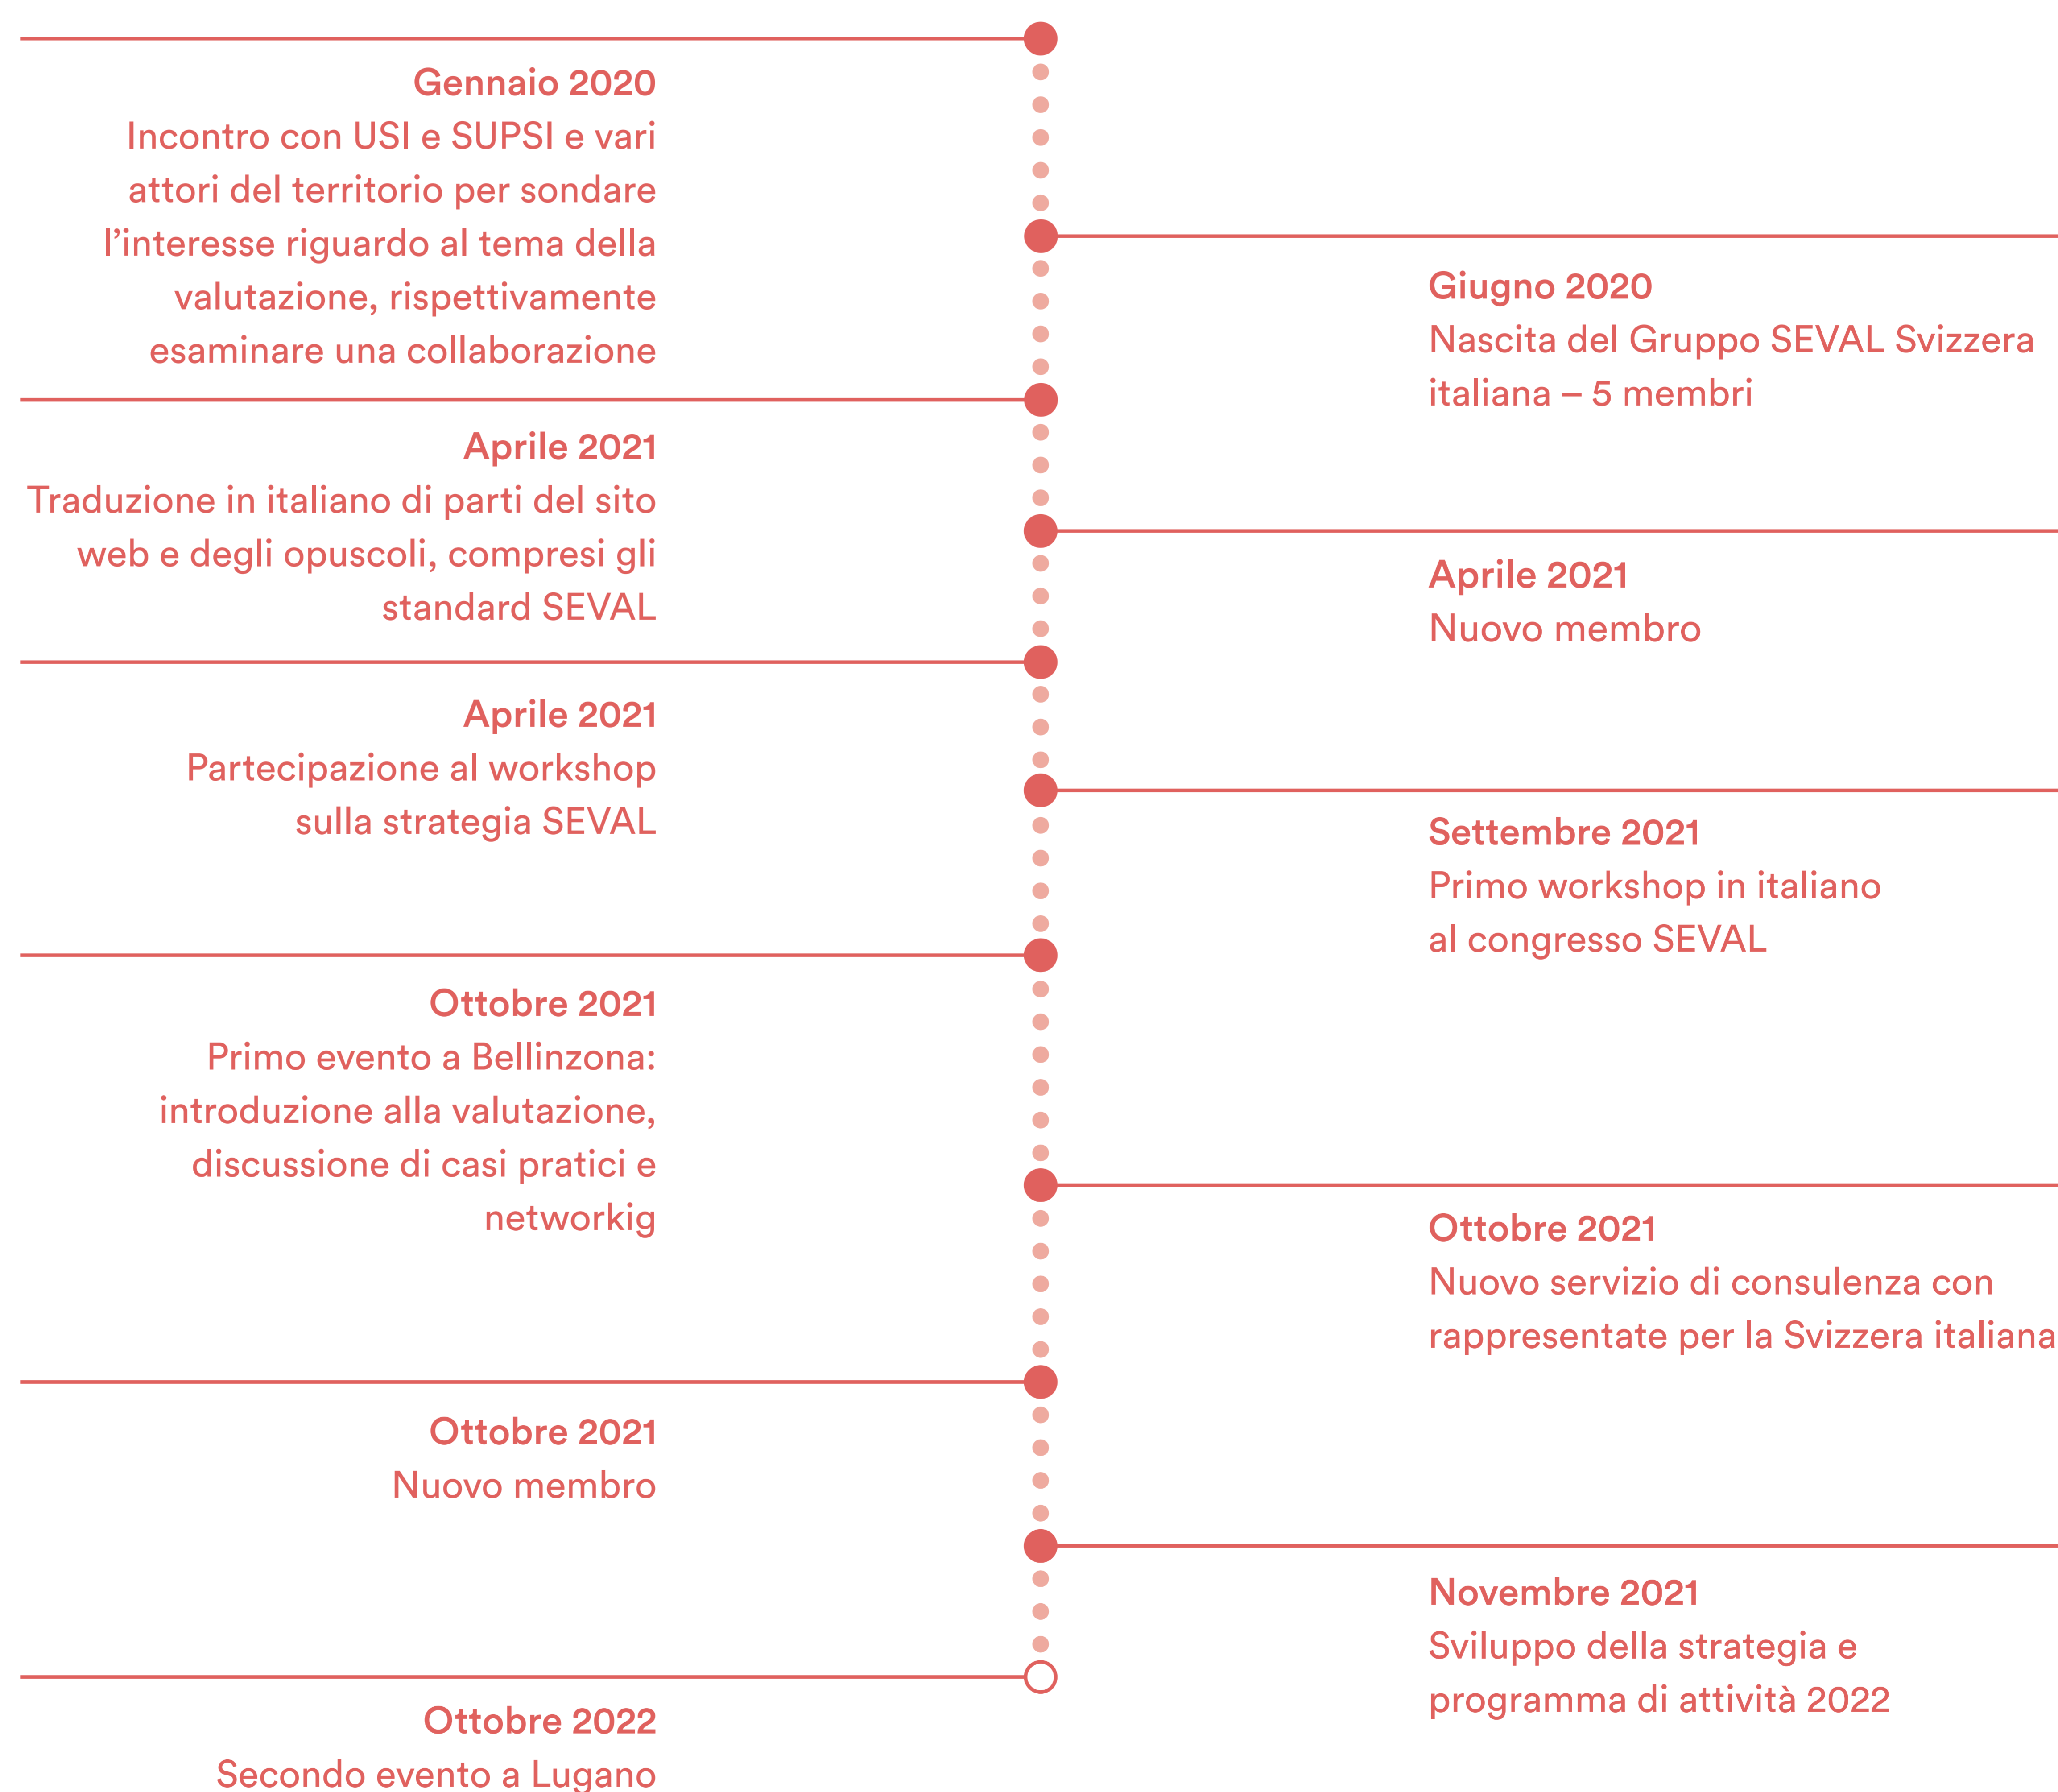 Gennaio 2020
Incontro con USI e SUPSI e vari
attori del territorio per sondare
l’interesse riguardo al tema della
valutazione, rispettivamente
esaminare una collaborazione
Giugno 2020
Nascita del Gruppo SEVAL Svizzera
italiana – 5 membri
Aprile 2021
Traduzione in italiano di parti del sito
web e degli opuscoli, compresi gli
standard SEVAL
Aprile 2021
Nuovo membro
Aprile 2021
Partecipazione al workshop
sulla strategia SEVAL
Settembre 2021
Primo workshop in italiano
al congresso SEVAL
Ottobre 2021
Primo evento a Bellinzona:
introduzione alla valutazione,
discussione di casi pratici e
networkig
Ottobre 2021
Nuovo servizio di consulenza con
rappresentate per la Svizzera italiana
Ottobre 2021
Nuovo membro
Novembre 2021
Sviluppo della strategia e
programma di attività 2022
Ottobre 2022
Secondo evento a Lugano